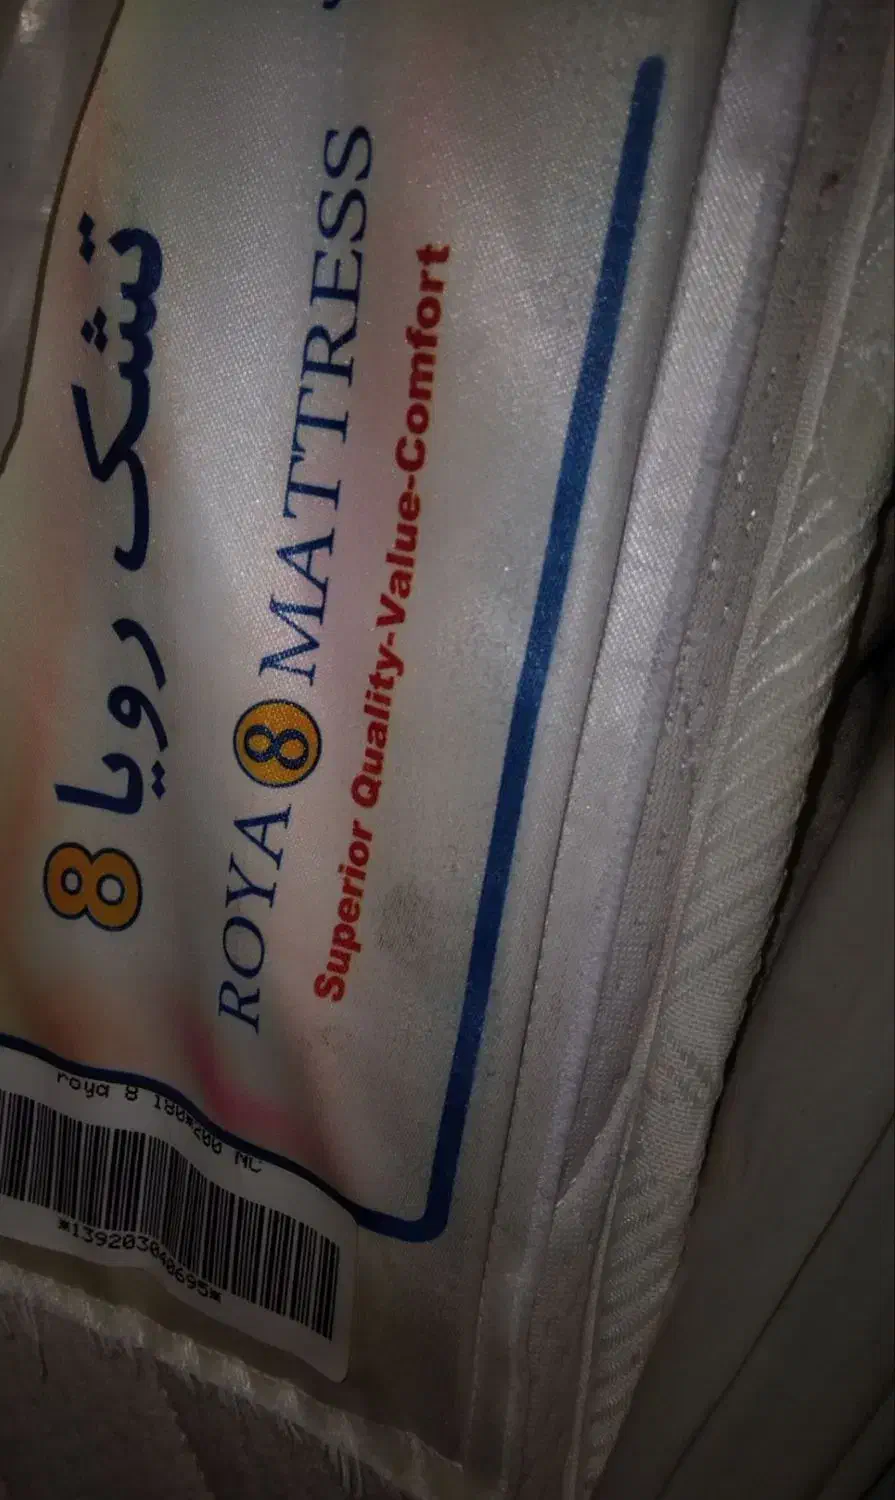 تشک رویا 8
ROYA 8 MATTRESS
Superior Quality-Value-Comfort
roya 8 180*200 NC
*139203040695*